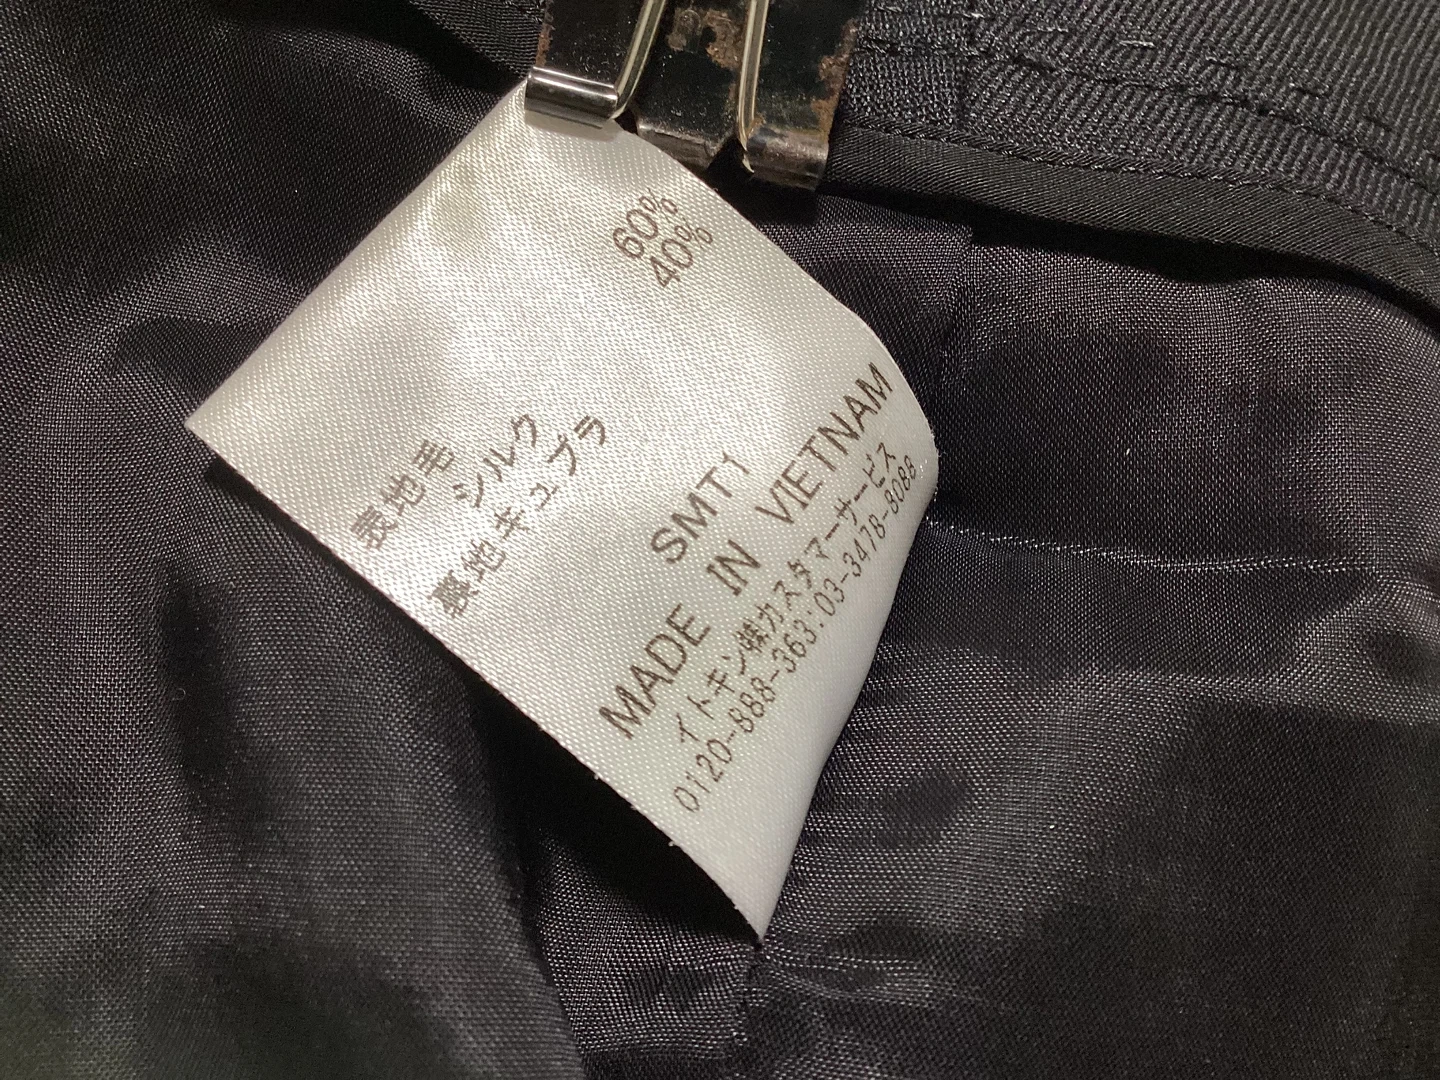 表地毛 60%
シルク 40%
裏地キュプラ
SMT1
MADE IN VIETNAM
イトキン㈱カスタマーサービス
0120-888-363:03-3478-8088